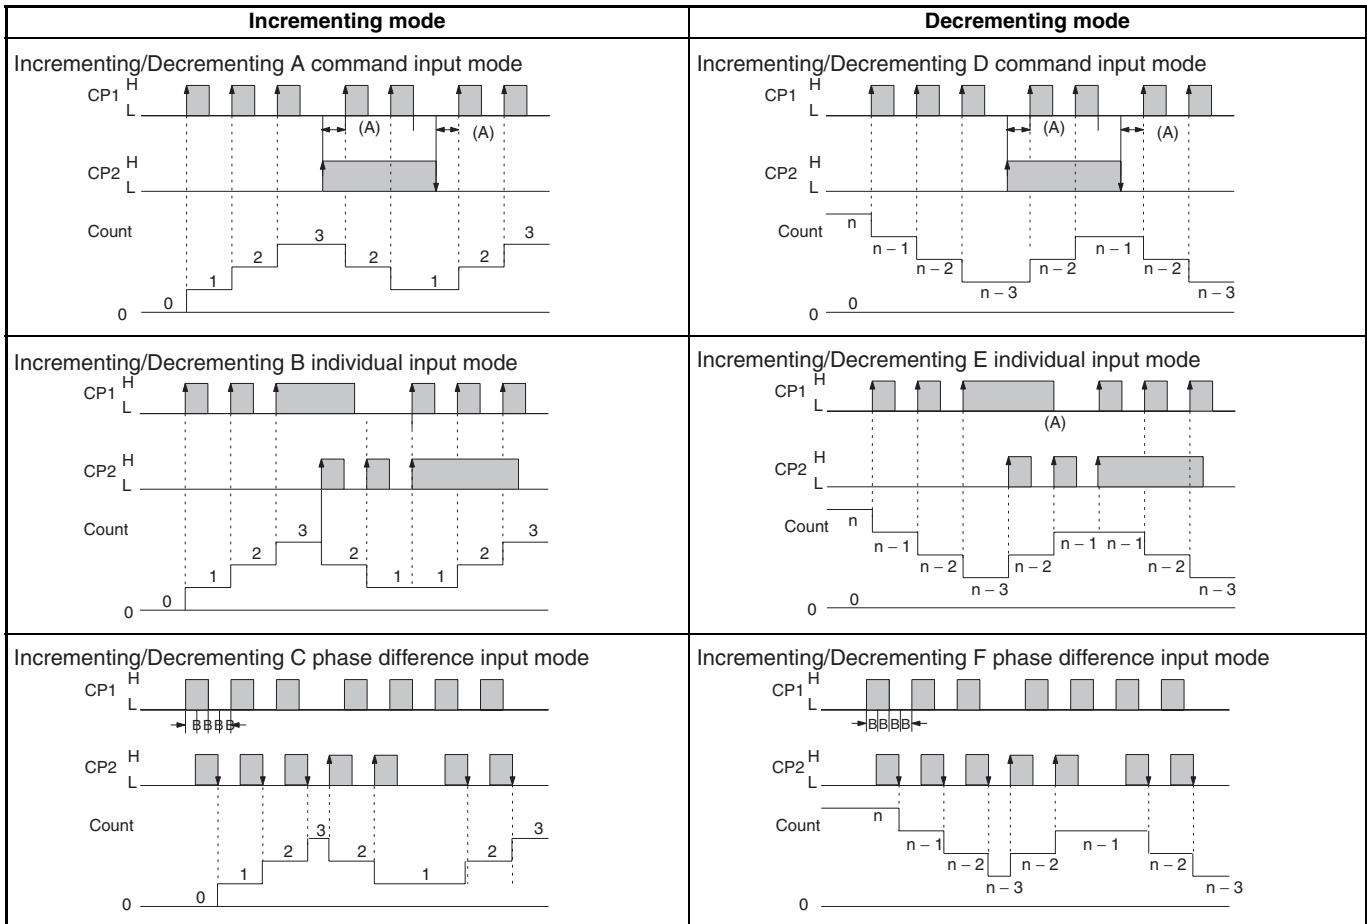 Incrementing mode
Decrementing mode
Incrementing/Decrementing A command input mode
CP1 H
L
(A) (A)
CP2 H
L
Count
0 0 1 2 3 2 1 2 3
Incrementing/Decrementing D command input mode
CP1 H
L
(A) (A)
CP2 H
L
Count
n n – 1 n – 2 n – 3 n – 2 n – 1 n – 2 n – 3
0 0
Incrementing/Decrementing B individual input mode
CP1 H
L
CP2 H
L
Count
0 0 1 2 3 2 1 1 2 3
Incrementing/Decrementing E individual input mode
CP1 H
L
(A)
CP2 H
L
Count
n n – 1 n – 2 n – 3 n – 2 n – 1 n – 1 n – 2 n – 3
0 0
Incrementing/Decrementing C phase difference input mode
CP1 H
L
B B B B
CP2 H
L
Count
0 0 1 2 3 2 1 2 3
Incrementing/Decrementing F phase difference input mode
CP1 H
L
B B B B
CP2 H
L
Count
n n – 1 n – 2 n – 3 n – 2 n – 1 n – 2 n – 3
0